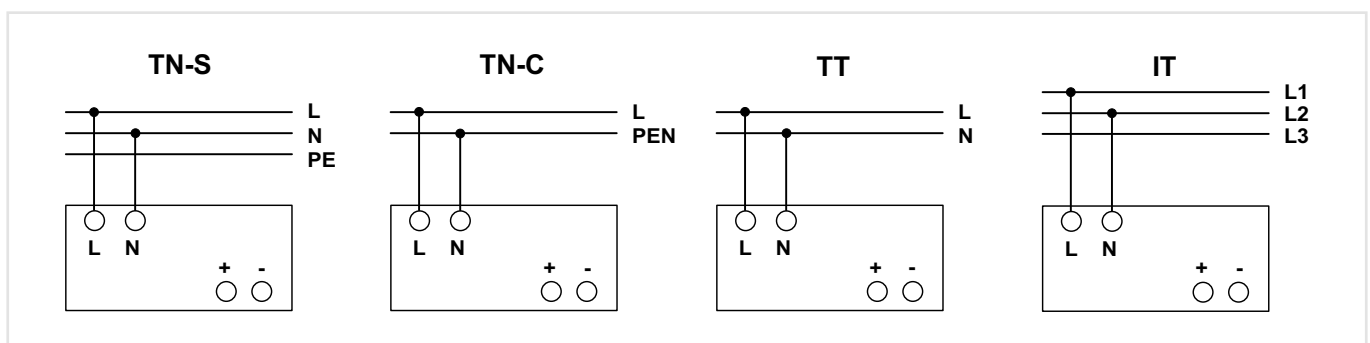 TN-S
L
N
PE
L N
+ -
TN-C
L
PEN
L N
+ -
TT
L
N
L N
+ -
IT
L1
L2
L3
L N
+ -